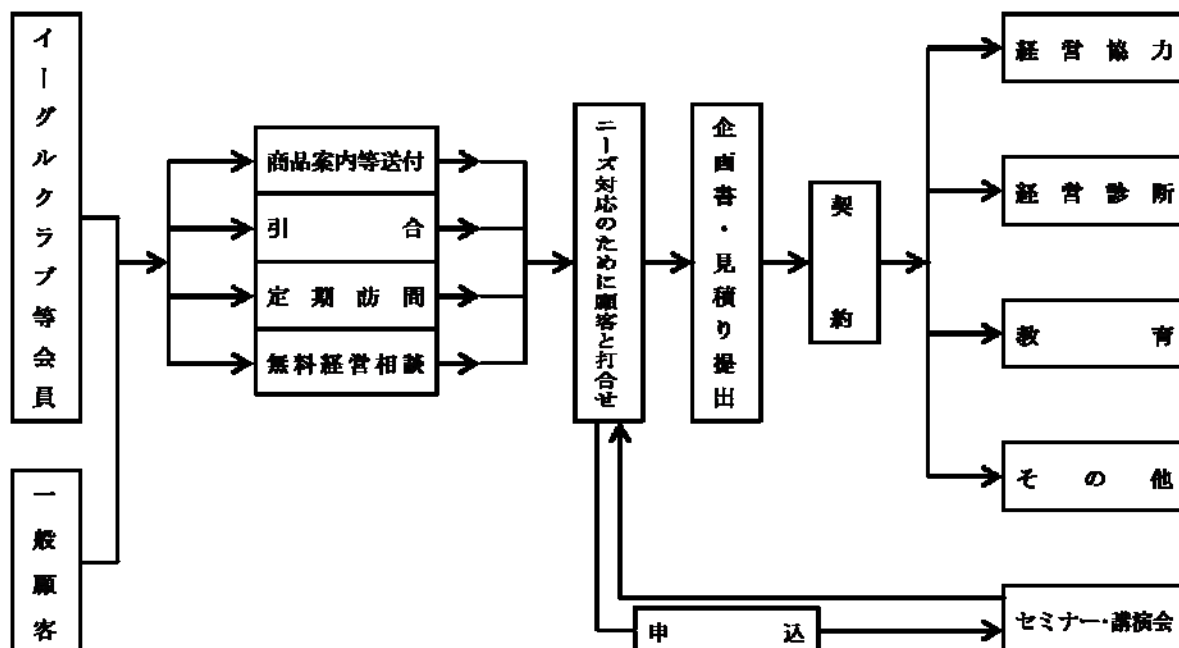 イーグルクラブ等会員
一般顧客
商品案内等送付
引合
定期訪問
無料経営相談
ニーズ対応のために顧客と打合せ
企画書・見積り提出
契約
経営協力
経営診断
教育
その他
セミナー・講演会
申込